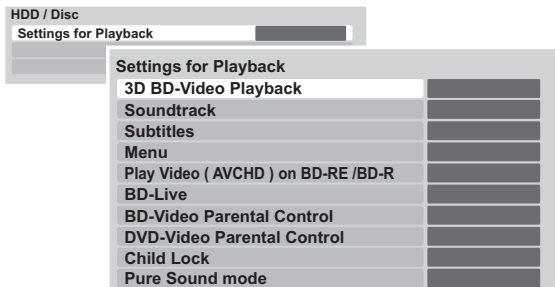 HDD / Disc
Settings for Playback
Settings for Playback
3D BD-Video Playback
Soundtrack
Subtitles
Menu
Play Video ( AVCHD ) on BD-RE /BD-R
BD-Live
BD-Video Parental Control
DVD-Video Parental Control
Child Lock
Pure Sound mode